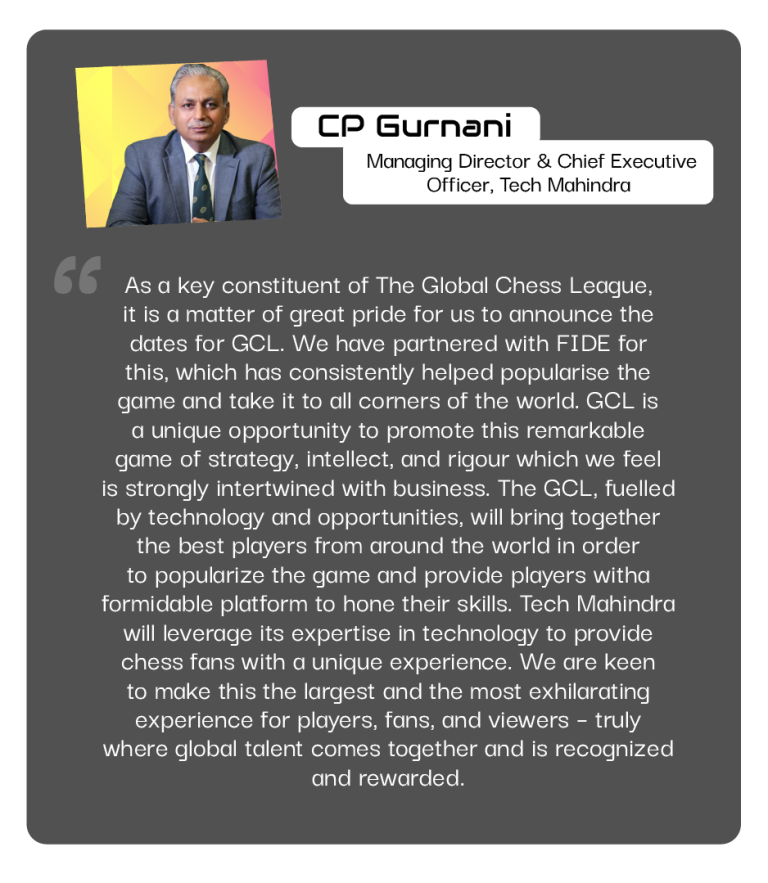 CP Gurnani
Managing Director & Chief Executive
Officer, Tech Mahindra
“
As a key constituent of The Global Chess League,
it is a matter of great pride for us to announce the
dates for GCL. We have partnered with FIDE for
this, which has consistently helped popularise the
game and take it to all corners of the world. GCL is
a unique opportunity to promote this remarkable
game of strategy, intellect, and rigour which we feel
is strongly intertwined with business. The GCL, fuelled
by technology and opportunities, will bring together
the best players from around the world in order
to popularize the game and provide players witha
formidable platform to hone their skills. Tech Mahindra
will leverage its expertise in technology to provide
chess fans with a unique experience. We are keen
to make this the largest and the most exhilarating
experience for players, fans, and viewers – truly
where global talent comes together and is recognized
and rewarded.